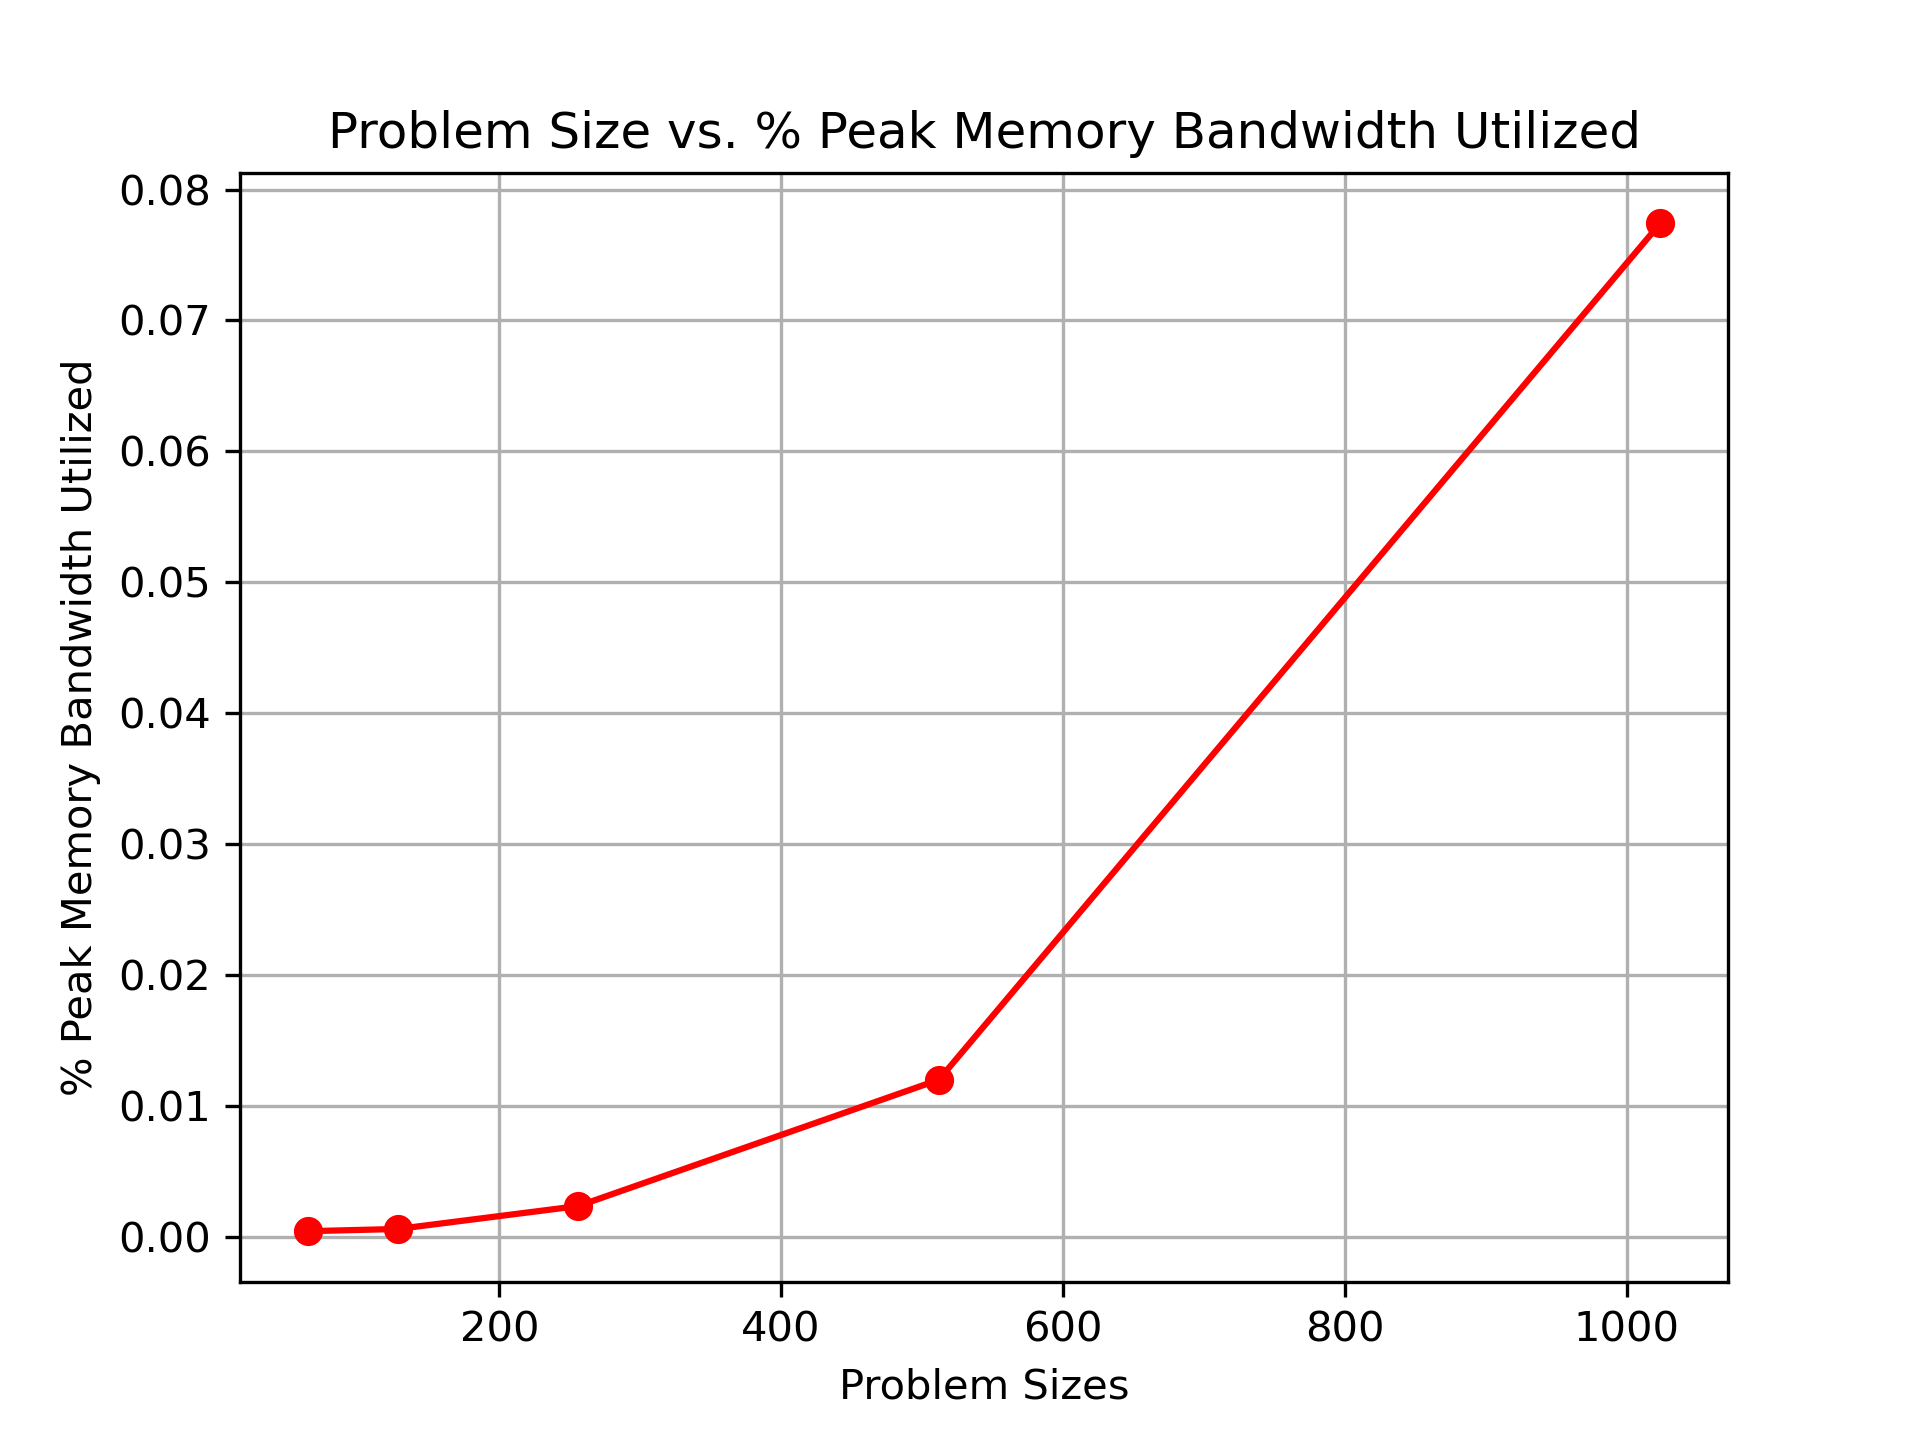 Problem Size vs. % Peak Memory Bandwidth Utilized
% Peak Memory Bandwidth Utilized
0.08
0.07
0.06
0.05
0.04
0.03
0.02
0.01
0.00
200 400 600 800 1000
Problem Sizes